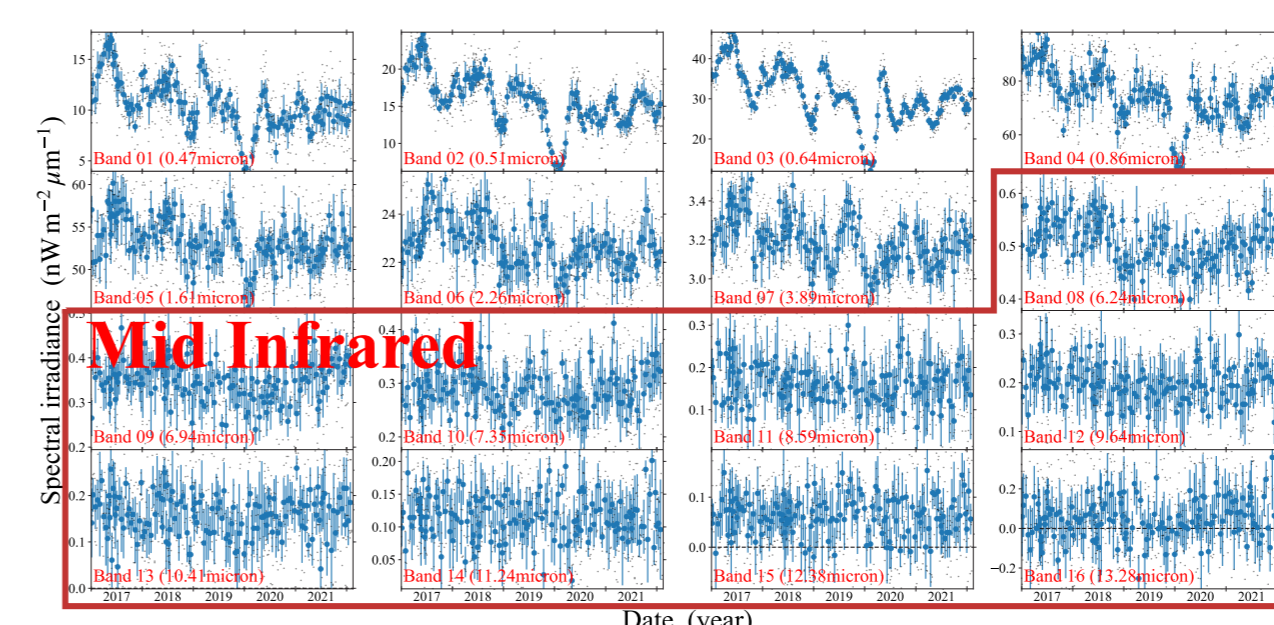 Spectral irradiance (nW m−2 μm−1)
15
10
5
Band 01 (0.47micron)
20
15
10
Band 02 (0.51micron)
40
30
20
Band 03 (0.64micron)
80
60
Band 04 (0.86micron)
60
55
50
Band 05 (1.61micron)
24
22
Band 06 (2.26micron)
3.4
3.2
3.0
Band 07 (3.89micron)
0.6
0.5
0.4
Band 08 (6.24micron)
Mid Infrared
0.5
0.4
0.3
0.2
Band 09 (6.94micron)
0.4
0.3
0.2
Band 10 (7.35micron)
0.3
0.2
0.1
Band 11 (8.59micron)
0.3
0.2
0.1
Band 12 (9.64micron)
0.2
0.1
0.0
Band 13 (10.41micron)
2017 2018 2019 2020 2021
0.20
0.15
0.10
0.05
Band 14 (11.24micron)
2017 2018 2019 2020 2021
0.1
0.0
Band 15 (12.38micron)
2017 2018 2019 2020 2021
0.2
0.0
−0.2
Band 16 (13.28micron)
2017 2018 2019 2020 2021
Date (year)